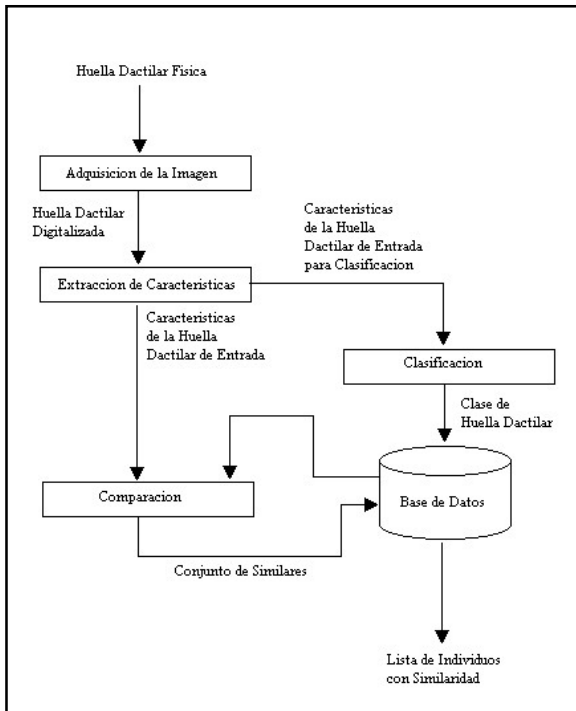 Huella Dactilar Fisica
Adquisicion de la Imagen
Huella Dactilar
Digitalizada
Caracteristicas
de la Huella
Dactilar de Entrada
para Clasificacion
Extraccion de Caracteristicas
Caracteristicas
de la Huella
Dactilar de Entrada
Clasificacion
Clase de
Huella Dactilar
Comparacion
Base de Datos
Conjunto de Similares
Lista de Individuos
con Similaridad